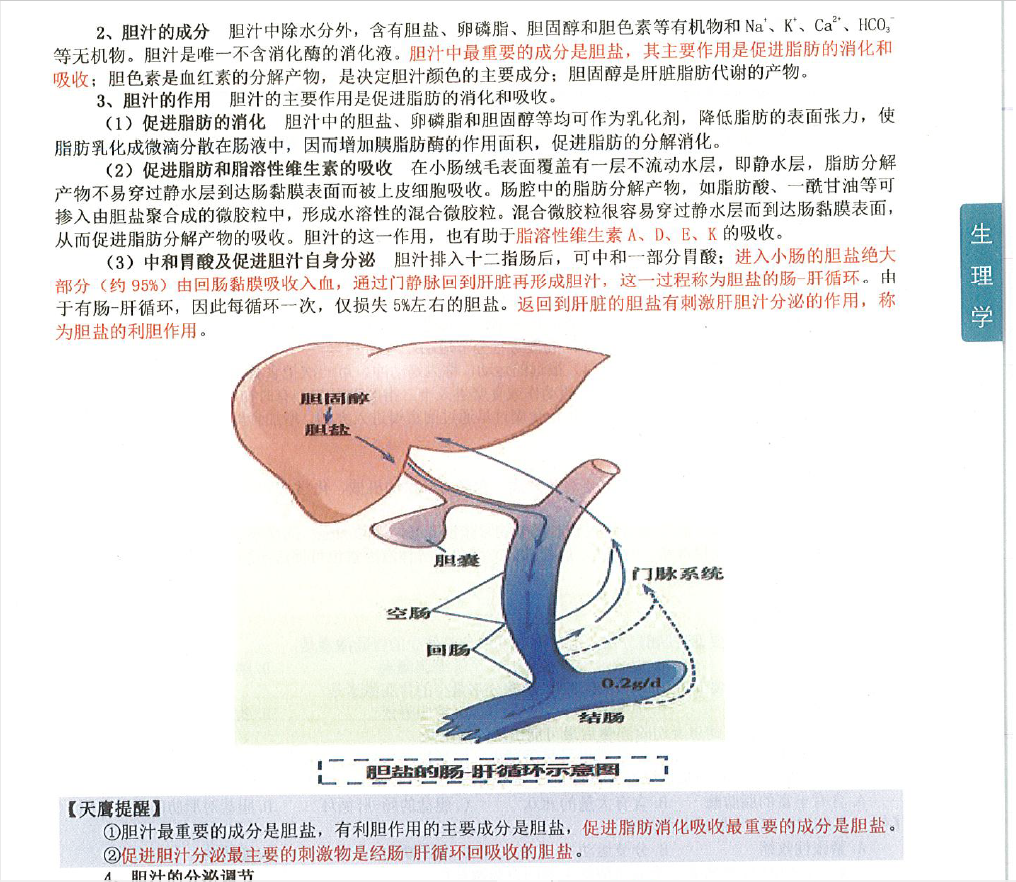 2、胆汁的成分 胆汁中除水分外，含有胆盐、卵磷脂、胆固醇和胆色素等有机物和 Na⁺、K⁺、Ca²⁺、HCO₃⁻
等无机物。胆汁是唯一不含消化酶的消化液。胆汁中最重要的成分是胆盐，其主要作用是促进脂肪的消化和
吸收；胆色素是血红素的分解产物，是决定胆汁颜色的主要成分；胆固醇是肝脏脂肪代谢的产物。
3、胆汁的作用 胆汁的主要作用是促进脂肪的消化和吸收。
（1）促进脂肪的消化 胆汁中的胆盐、卵磷脂和胆固醇等均可作为乳化剂，降低脂肪的表面张力，使
脂肪乳化成微滴分散在肠液中，因而增加胰脂肪酶的作用面积，促进脂肪的分解消化。
（2）促进脂肪和脂溶性维生素的吸收 在小肠绒毛表面覆盖有一层不流动水层，即静水层，脂肪分解
产物不易穿过静水层到达肠黏膜表面而被上皮细胞吸收。肠腔中的脂肪分解产物，如脂肪酸、一酰甘油等可
掺入由胆盐聚合成的微胶粒中，形成水溶性的混合微胶粒。混合微胶粒很容易穿过静水层而到达肠黏膜表面，
从而促进脂肪分解产物的吸收。胆汁的这一作用，也有助于脂溶性维生素 A、D、E、K 的吸收。
（3）中和胃酸及促进胆汁自身分泌 胆汁排入十二指肠后，可中和一部分胃酸；进入小肠的胆盐绝大
部分（约 95%）由回肠黏膜吸收入血，通过门静脉回到肝脏再形成胆汁，这一过程称为胆盐的肠-肝循环。由
于有肠-肝循环，因此每循环一次，仅损失 5%左右的胆盐。返回到肝脏的胆盐有刺激肝胆汁分泌的作用，称
为胆盐的利胆作用。
生
理
学
胆固醇
胆盐
胆囊
门脉系统
空肠
回肠
0.2g/d
结肠
胆盐的肠-肝循环示意图
【天鹰提醒】
①胆汁最重要的成分是胆盐，有利胆作用的主要成分是胆盐，促进脂肪消化吸收最重要的成分是胆盐。
②促进胆汁分泌最主要的刺激物是经肠-肝循环回吸收的胆盐。
4、胆汁的分泌调节